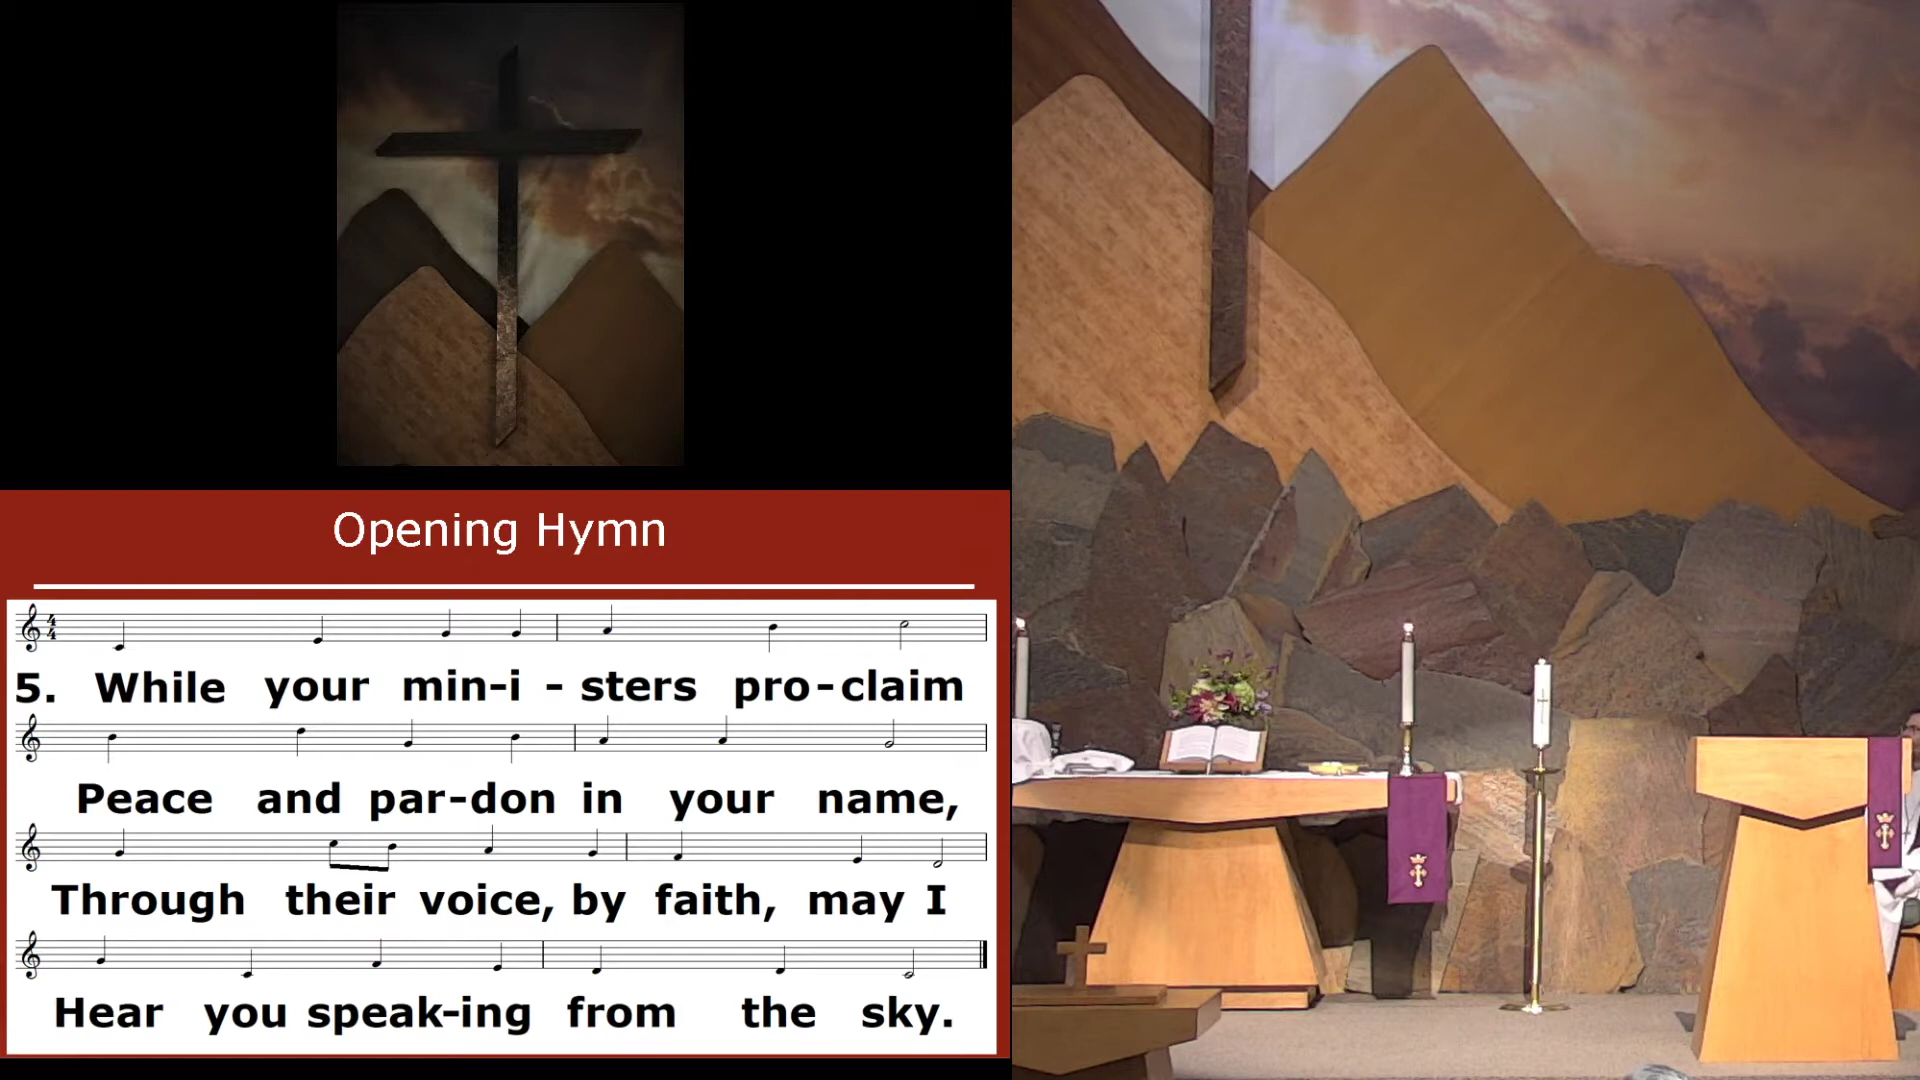 Opening Hymn
5. While your min-i - sters pro-claim
Peace and par-don in your name,
Through their voice, by faith, may I
Hear you speak-ing from the sky.